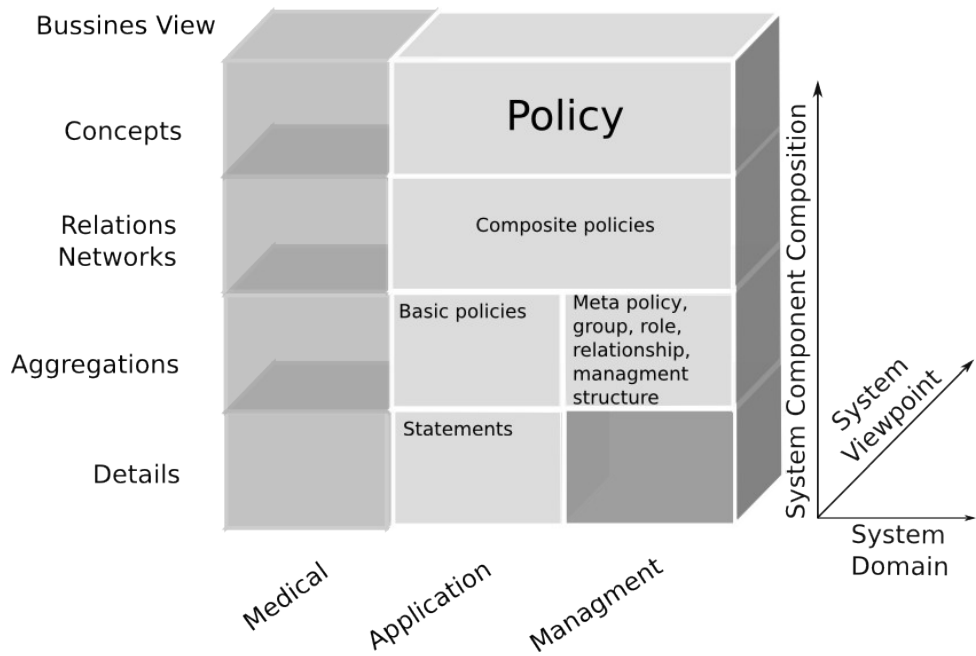 Bussines View
Concepts
Policy
Relations
Networks
Composite policies
Aggregations
Basic policies
Meta policy,
group, role,
relationship,
managment
structure
Details
Statements
Medical
Application
Managment
System Component Composition
System
Viewpoint
System
Domain